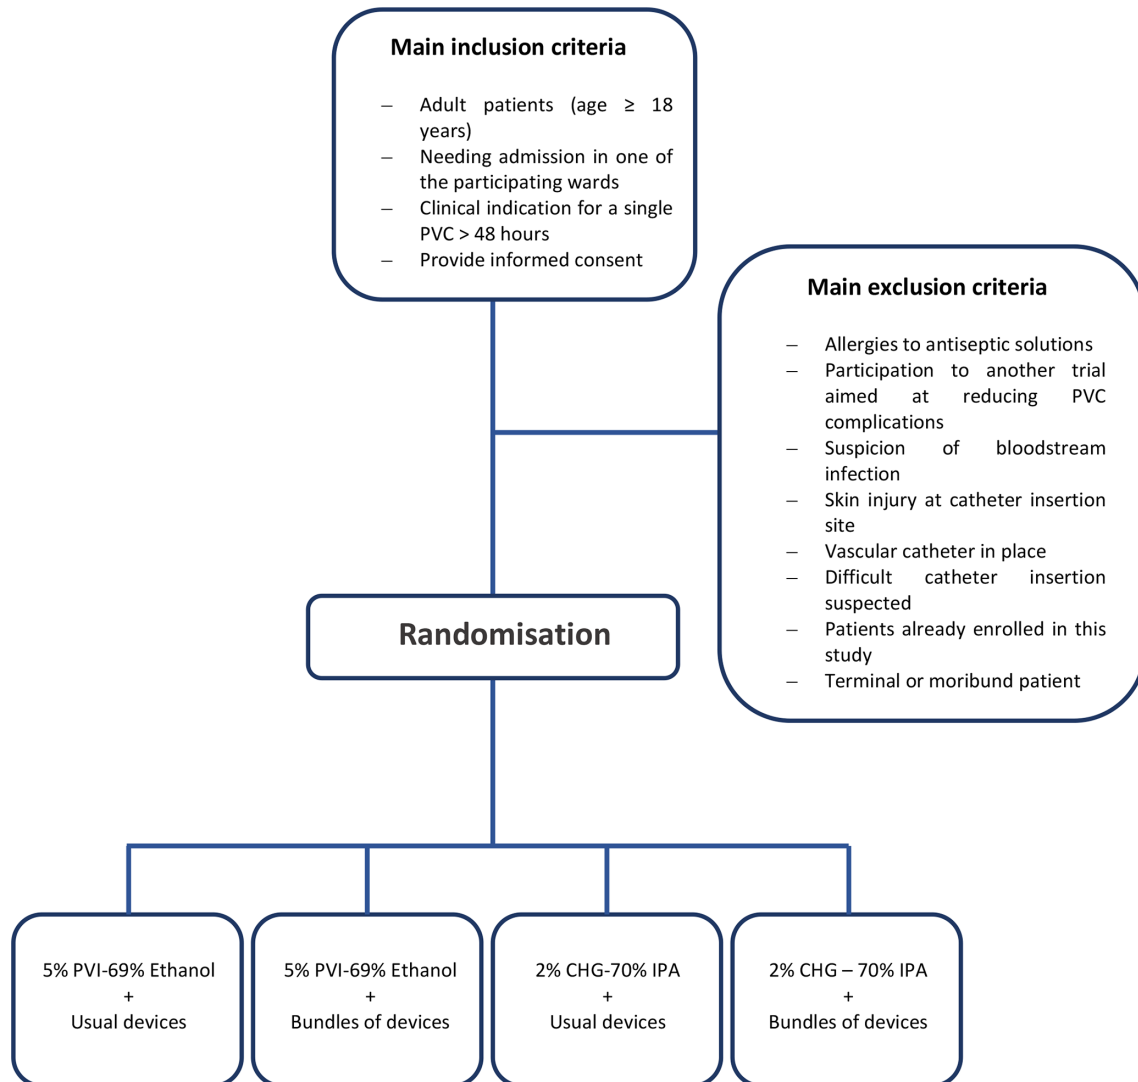 Main inclusion criteria
– Adult patients (age ≥ 18
years)
– Needing admission in one of
the participating wards
– Clinical indication for a single
PVC > 48 hours
– Provide informed consent
Main exclusion criteria
– Allergies to antiseptic solutions
– Participation to another trial
aimed at reducing PVC
complications
– Suspicion of bloodstream
infection
– Skin injury at catheter insertion
site
– Vascular catheter in place
– Difficult catheter insertion
suspected
– Patients already enrolled in this
study
– Terminal or moribund patient
Randomisation
5% PVI-69% Ethanol
+
Usual devices
5% PVI-69% Ethanol
+
Bundles of devices
2% CHG-70% IPA
+
Usual devices
2% CHG – 70% IPA
+
Bundles of devices